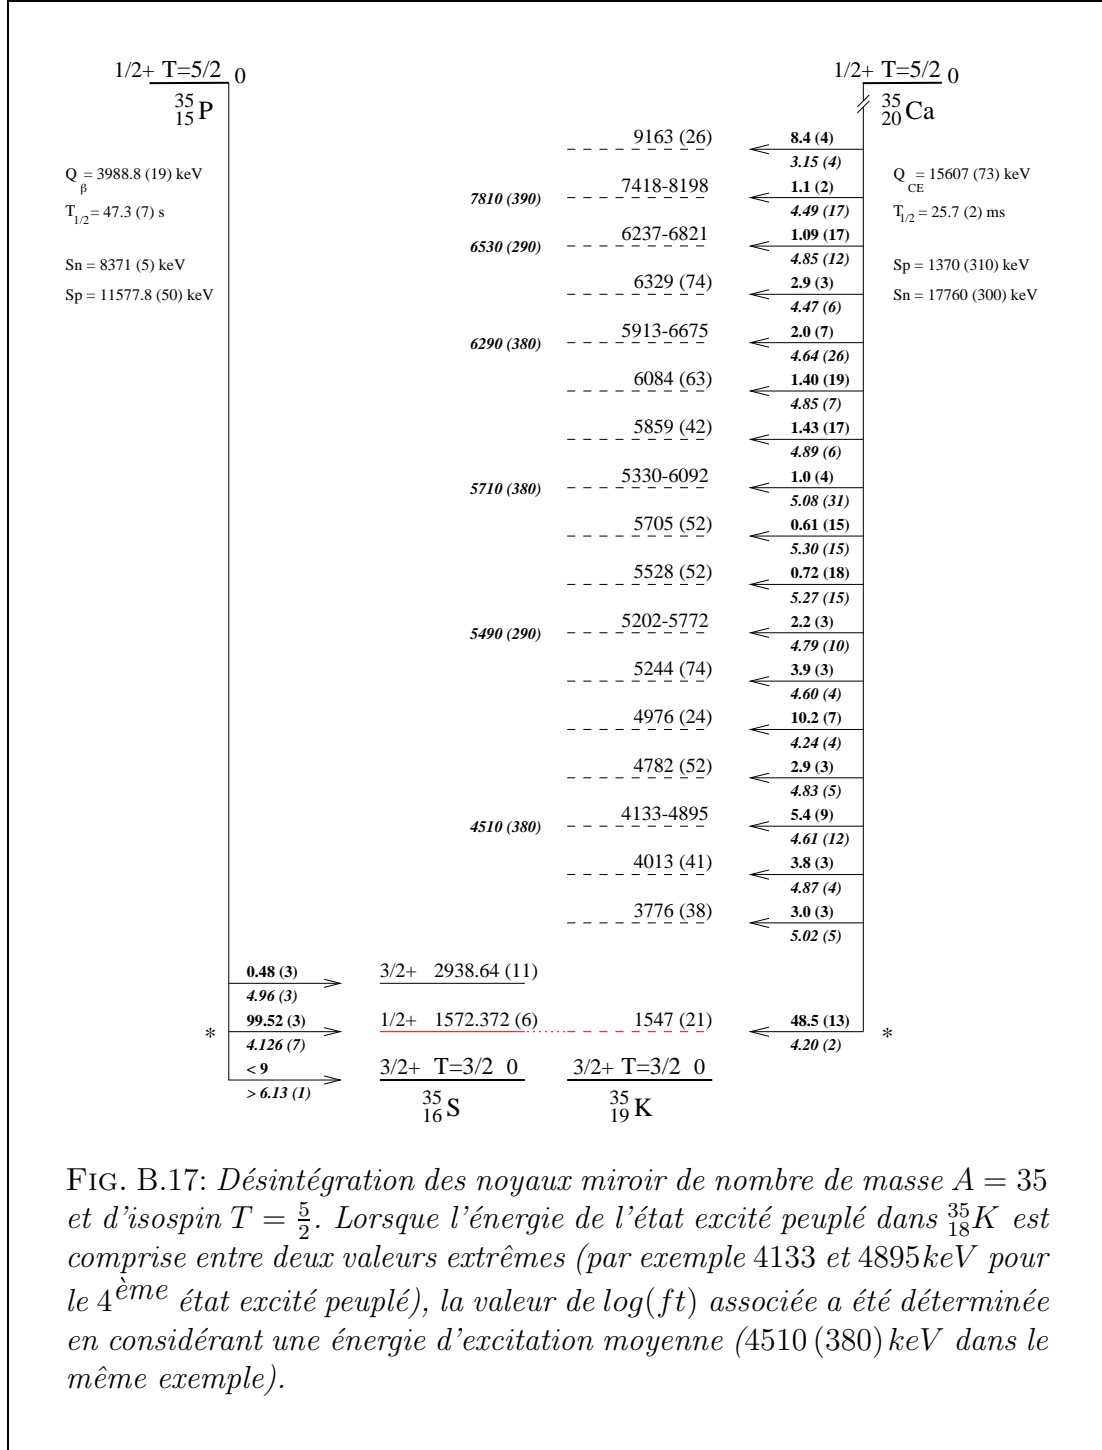 1/2+ T=5/2 0
35
15 P
Q β = 3988.8 (19) keV
T1/2 = 47.3 (7) s
Sn = 8371 (5) keV
Sp = 11577.8 (50) keV
1/2+ T=5/2 0
35
20 Ca
Q CE = 15607 (73) keV
T1/2 = 25.7 (2) ms
Sp = 1370 (310) keV
Sn = 17760 (300) keV
9163 (26) 8.4 (4)
3.15 (4)
7810 (390) 7418-8198 1.1 (2)
4.49 (17)
6530 (290) 6237-6821 1.09 (17)
4.85 (12)
6329 (74) 2.9 (3)
4.47 (6)
6290 (380) 5913-6675 2.0 (7)
4.64 (26)
6084 (63) 1.40 (19)
4.85 (7)
5859 (42) 1.43 (17)
4.89 (6)
5710 (380) 5330-6092 1.0 (4)
5.08 (31)
5705 (52) 0.61 (15)
5.30 (15)
5528 (52) 0.72 (18)
5.27 (15)
5490 (290) 5202-5772 2.2 (3)
4.79 (10)
5244 (74) 3.9 (3)
4.60 (4)
4976 (24) 10.2 (7)
4.24 (4)
4782 (52) 2.9 (3)
4.83 (5)
4510 (380) 4133-4895 5.4 (9)
4.61 (12)
4013 (41) 3.8 (3)
4.87 (4)
3776 (38) 3.0 (3)
5.02 (5)
0.48 (3) 3/2+ 2938.64 (11)
4.96 (3)
* 99.52 (3) 1/2+ 1572.372 (6) 1547 (21) 48.5 (13) *
4.126 (7) 4.20 (2)
< 9 3/2+ T=3/2 0 3/2+ T=3/2 0
> 6.13 (1)
35
16 S
35
19 K
FIG. B.17: Désintégration des noyaux miroir de nombre de masse A = 35
et d'isospin T = 5/2. Lorsque l'énergie de l'état excité peuplé dans 35 18 K est
comprise entre deux valeurs extrêmes (par exemple 4133 et 4895 keV pour
le 4ème état excité peuplé), la valeur de log(ft) associée a été déterminée
en considérant une énergie d'excitation moyenne (4510 (380) keV dans le
même exemple).